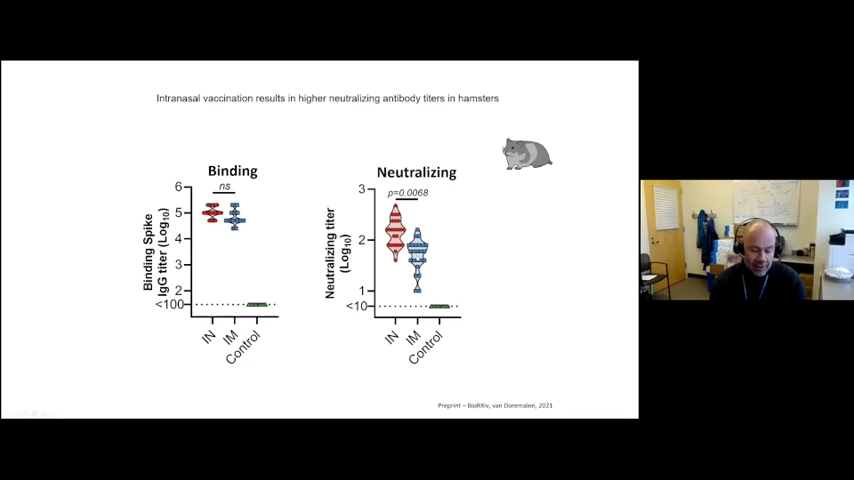 Intranasal vaccination results in higher neutralizing antibody titers in hamsters
Binding
ns
Binding Spike
IgG titer (Log10)
6
5
4
3
2
<100
IN
IM
Control
Neutralizing
p=0.0068
Neutralizing titer
(Log10)
3
2
1
<10
IN
IM
Control
Preprint – BioRXiv, van Doremalen, 2021